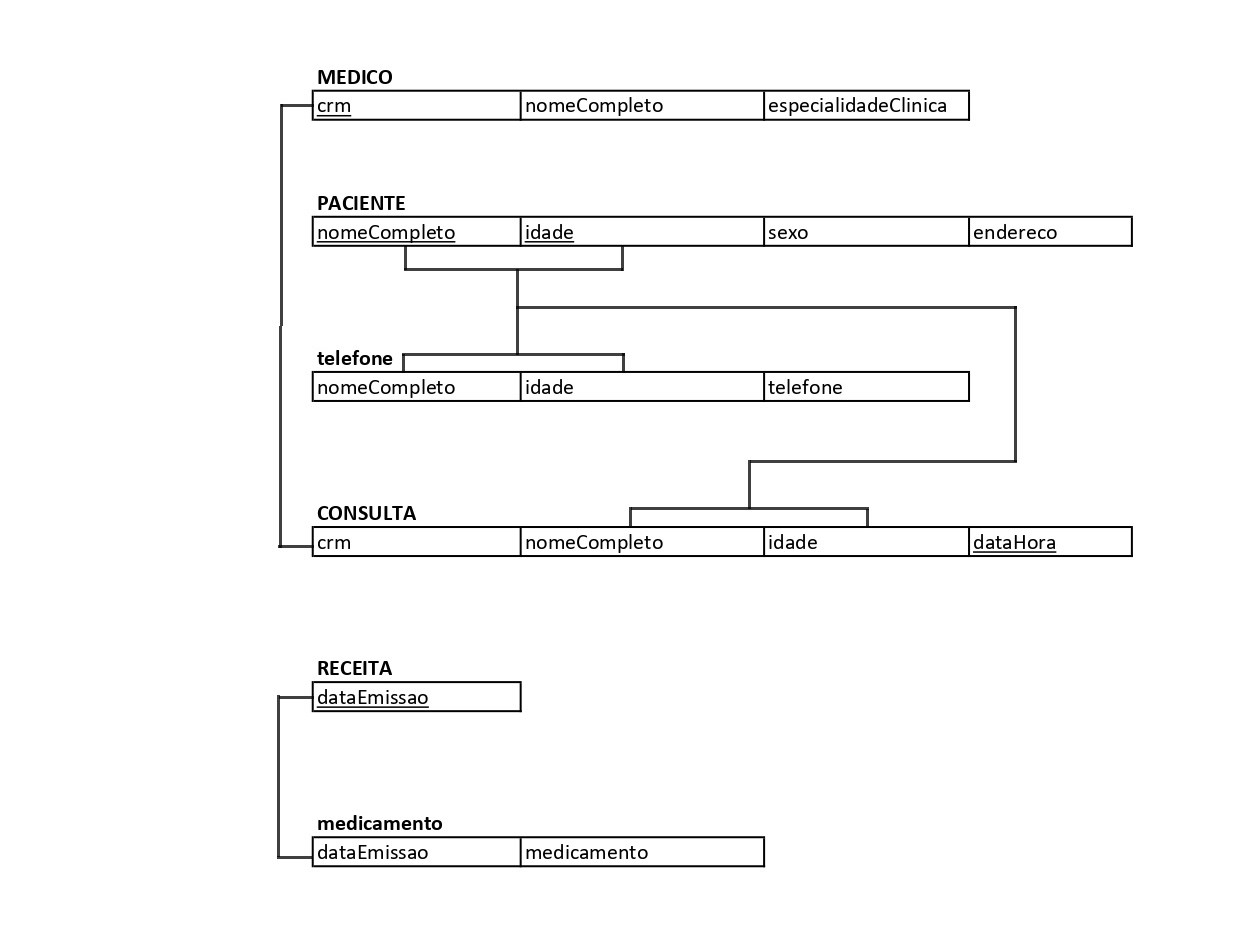 MEDICO
crm nomeCompleto especialidadeClinica
PACIENTE
nomeCompleto idade sexo endereco
telefone
nomeCompleto idade telefone
CONSULTA
crm nomeCompleto idade dataHora
RECEITA
dataEmissao
medicamento
dataEmissao medicamento